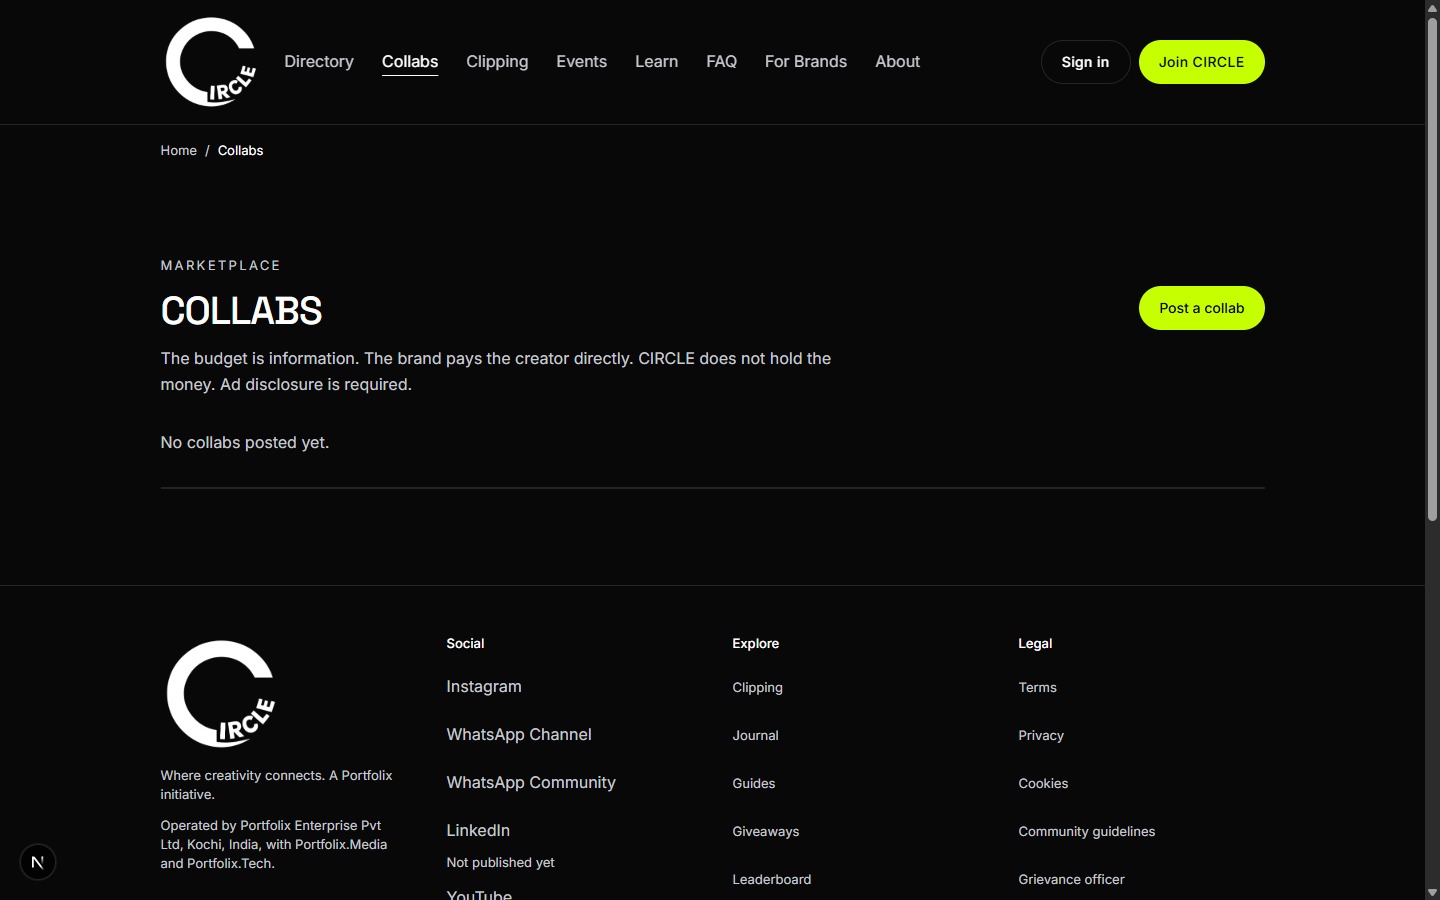 CIRCLE
Directory
Collabs
Clipping
Events
Learn
FAQ
For Brands
About
Sign in
Join CIRCLE
Home / Collabs
MARKETPLACE
COLLABS
Post a collab
The budget is information. The brand pays the creator directly. CIRCLE does not hold the
money. Ad disclosure is required.
No collabs posted yet.
CIRCLE
Where creativity connects. A Portfolix
initiative.
Operated by Portfolix Enterprise Pvt
Ltd, Kochi, India, with Portfolix.Media
and Portfolix.Tech.
Social
Instagram
WhatsApp Channel
WhatsApp Community
LinkedIn
Not published yet
YouTube
Explore
Clipping
Journal
Guides
Giveaways
Leaderboard
Legal
Terms
Privacy
Cookies
Community guidelines
Grievance officer
N